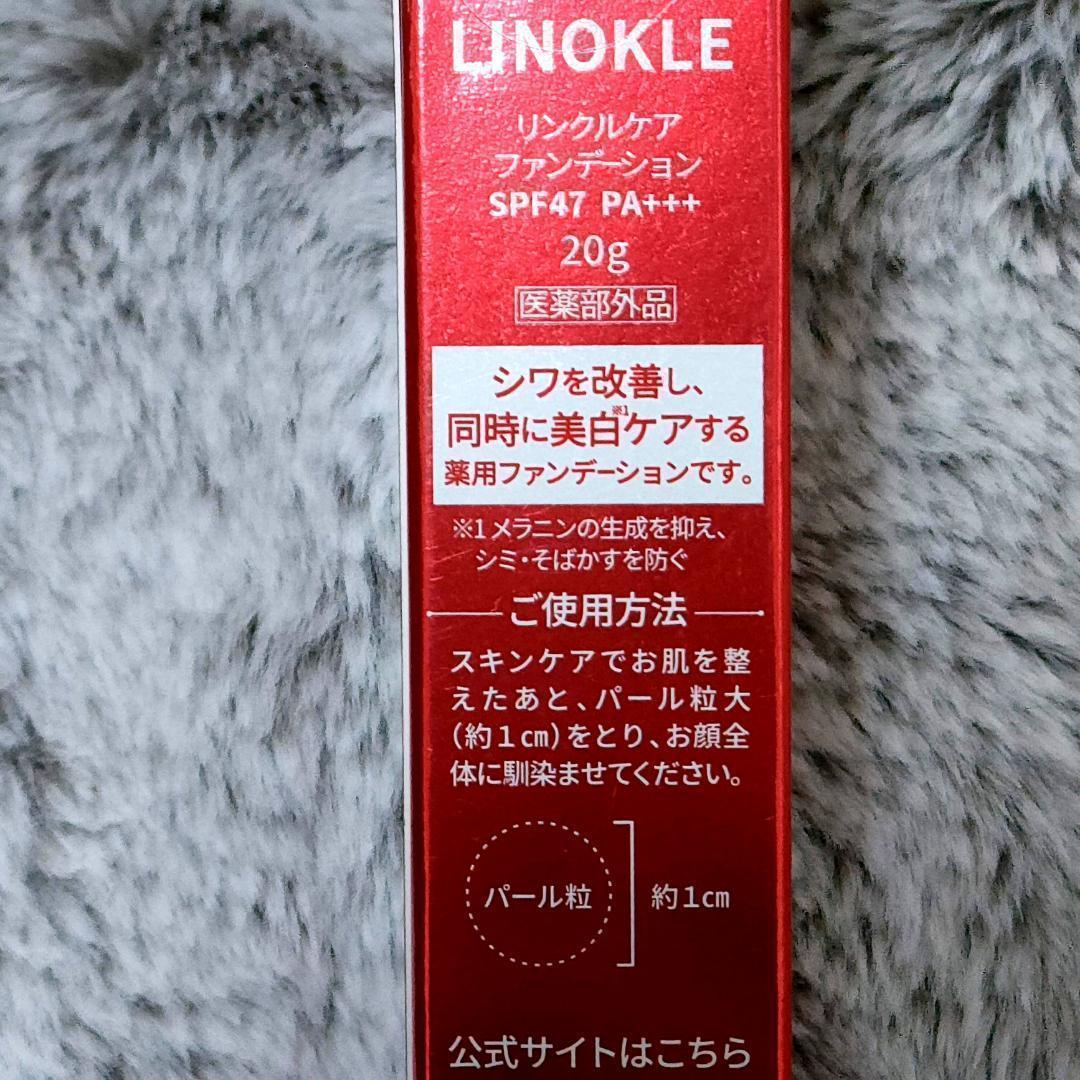 LINOKLE
リンクルケア
ファンデーション
SPF47 PA+++
20g
医薬部外品
シワを改善し、
同時に美白※1ケアする
薬用ファンデーションです。
※1メラニンの生成を抑え、
シミ・そばかすを防ぐ
ご使用方法
スキンケアでお肌を整
えたあと、パール粒大
(約1㎝)をとり、お顔全
体に馴染ませてください。
パール粒 約1㎝
公式サイトはこちら